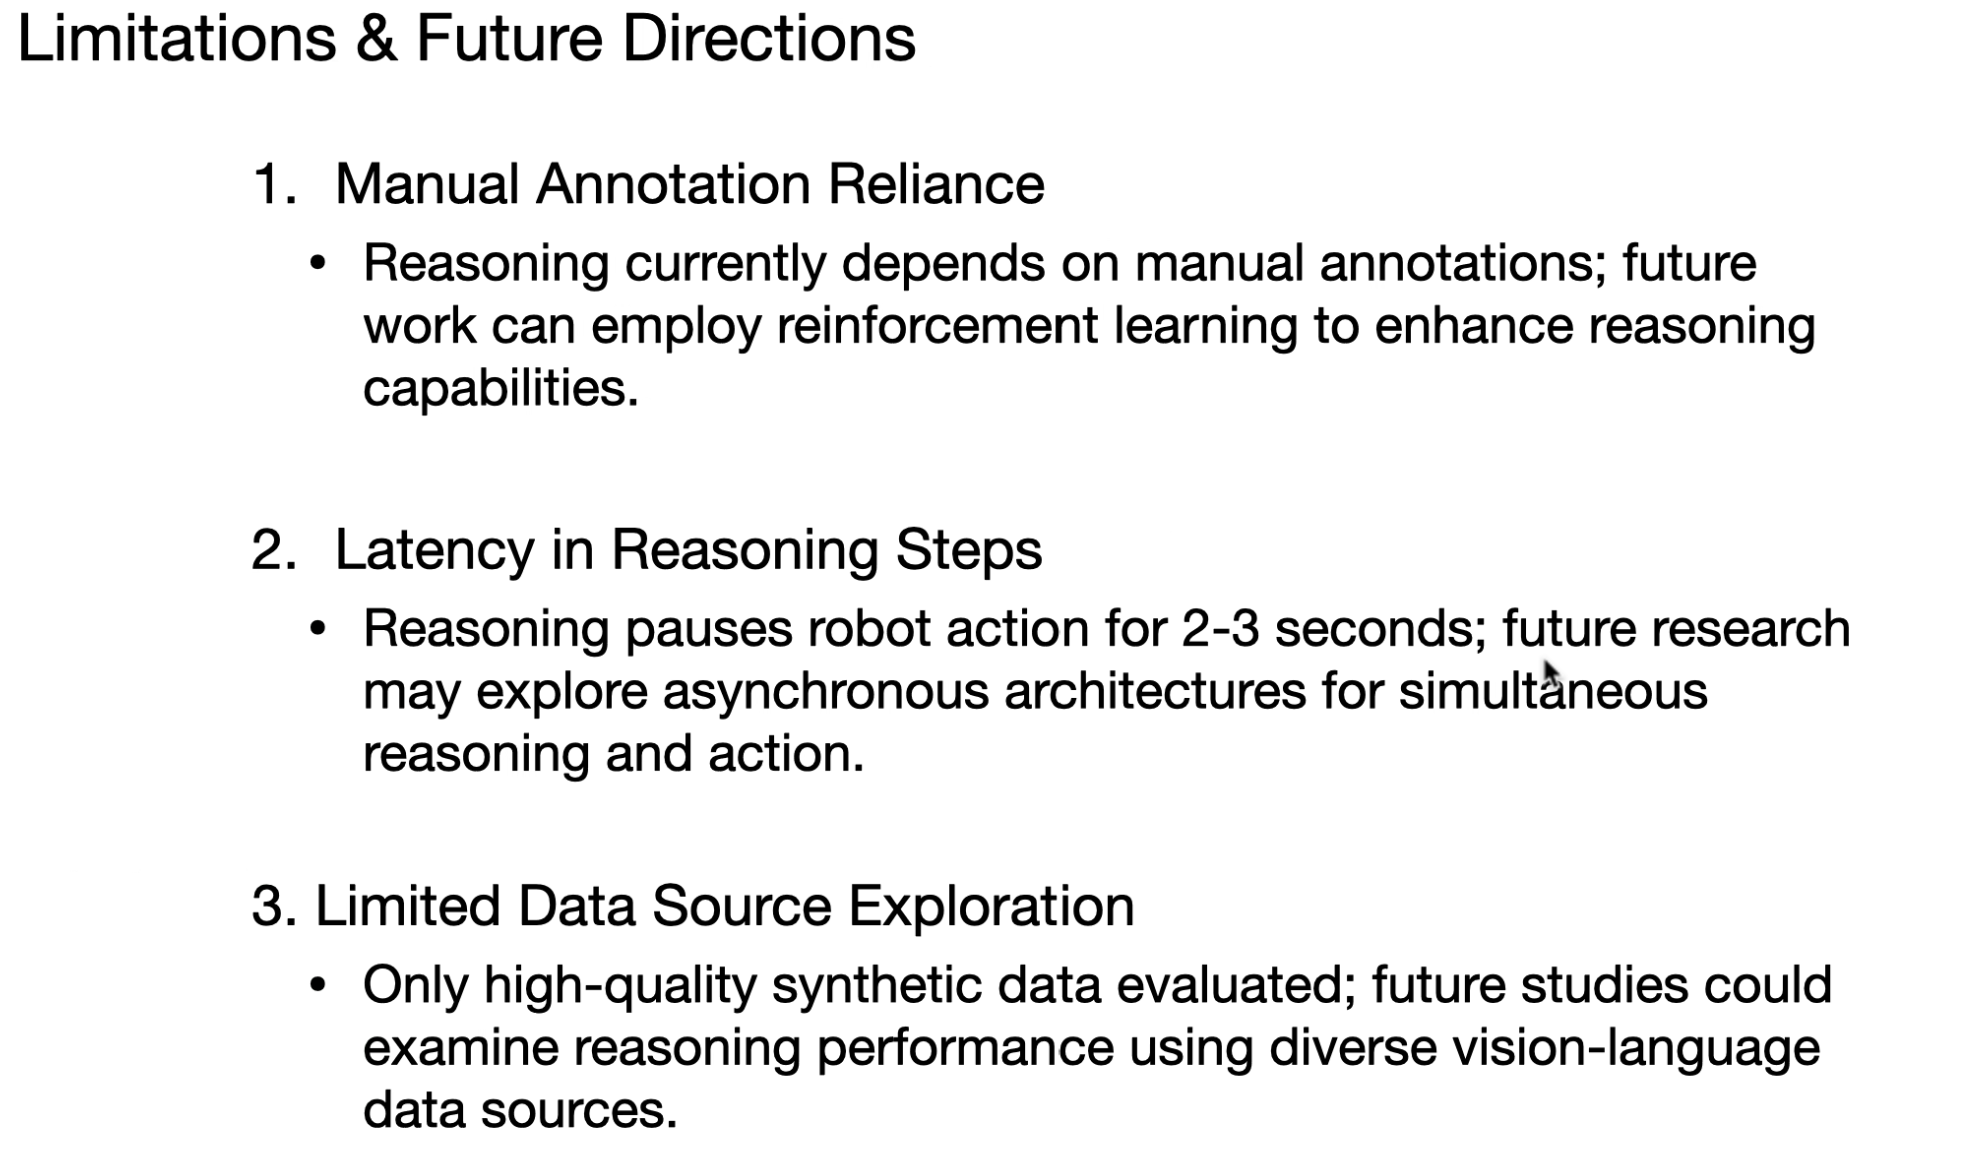 Limitations & Future Directions
1. Manual Annotation Reliance
• Reasoning currently depends on manual annotations; future
work can employ reinforcement learning to enhance reasoning
capabilities.
2. Latency in Reasoning Steps
• Reasoning pauses robot action for 2-3 seconds; future research
may explore asynchronous architectures for simultaneous
reasoning and action.
3. Limited Data Source Exploration
• Only high-quality synthetic data evaluated; future studies could
examine reasoning performance using diverse vision-language
data sources.